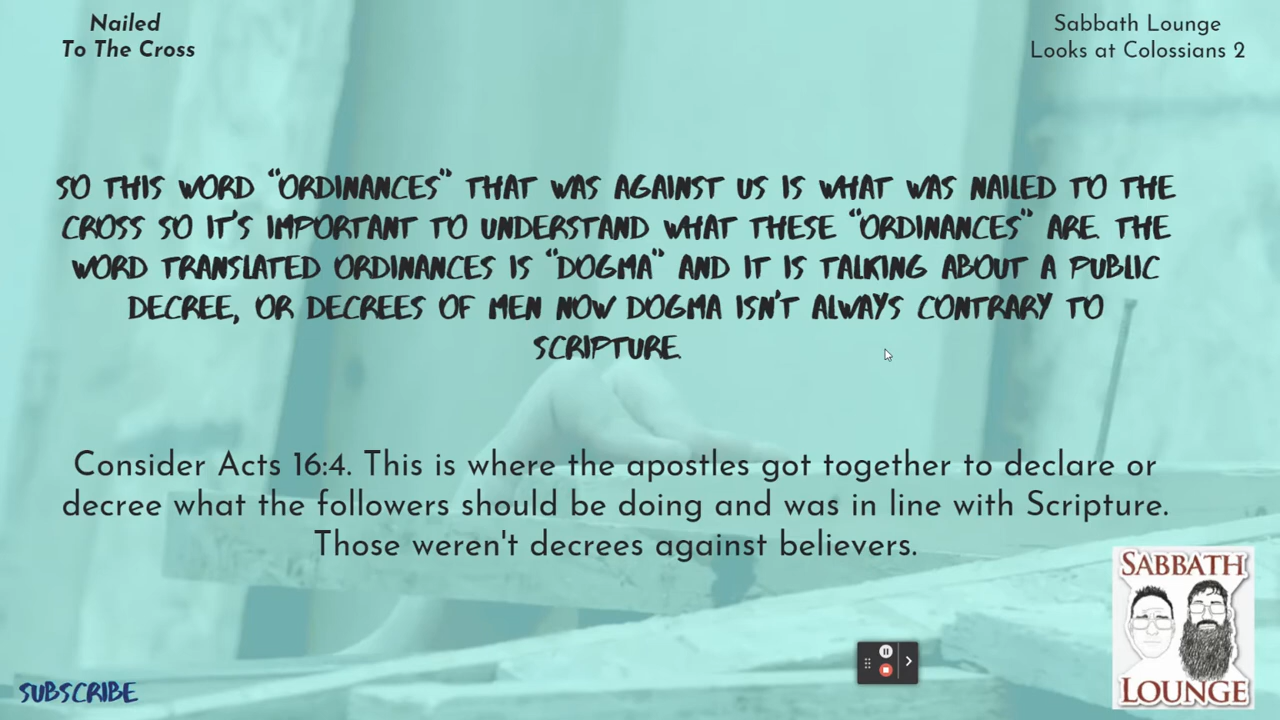 Nailed
To The Cross
Sabbath Lounge
Looks at Colossians 2
SO THIS WORD "ORDINANCES" THAT WAS AGAINST US IS WHAT WAS NAILED TO THE
CROSS SO IT'S IMPORTANT TO UNDERSTAND WHAT THESE "ORDINANCES" ARE. THE
WORD TRANSLATED ORDINANCES IS "DOGMA" AND IT IS TALKING ABOUT A PUBLIC
DECREE, OR DECREES OF MEN NOW DOGMA ISN'T ALWAYS CONTRARY TO
SCRIPTURE.
Consider Acts 16:4. This is where the apostles got together to declare or
decree what the followers should be doing and was in line with Scripture.
Those weren't decrees against believers.
SABBATH
LOUNGE
SUBSCRIBE